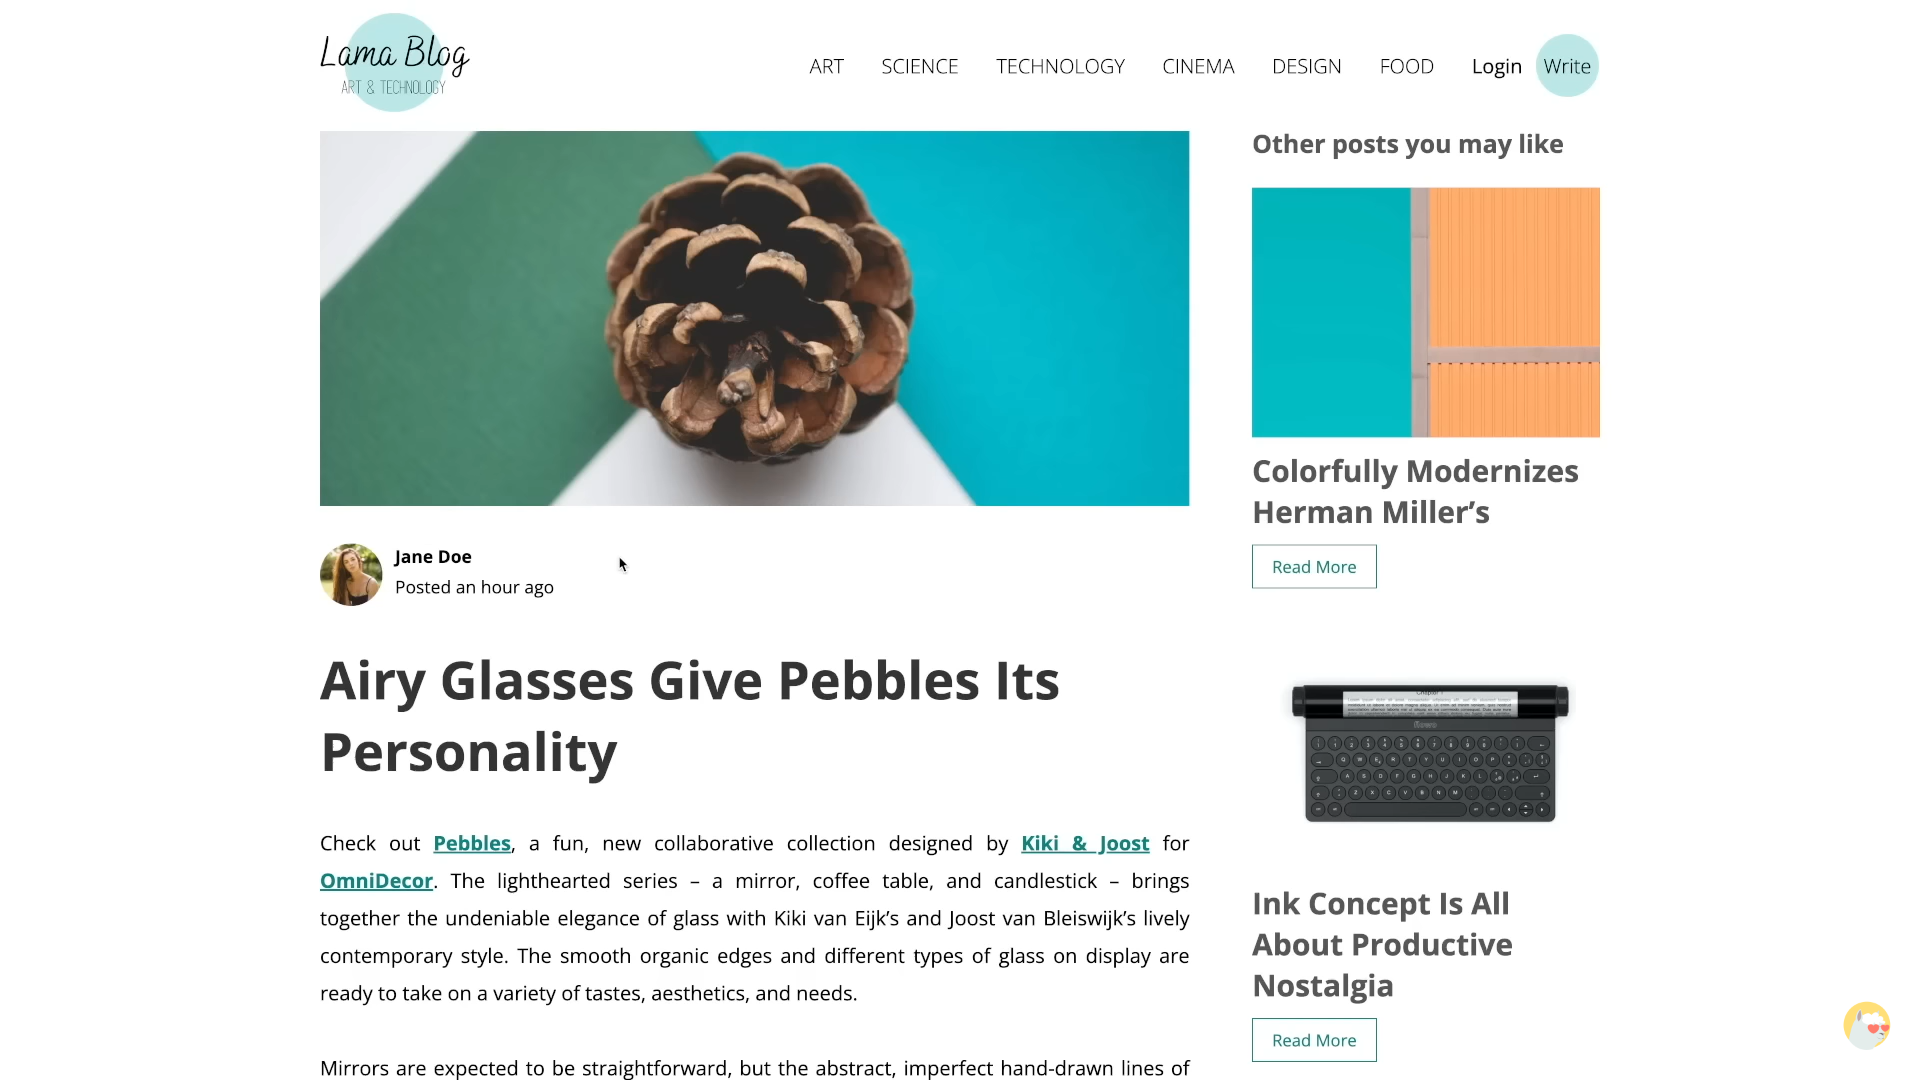 Lama Blog
ART & TECHNOLOGY
ART SCIENCE TECHNOLOGY CINEMA DESIGN FOOD Login Write
Jane Doe
Posted an hour ago
Airy Glasses Give Pebbles Its
Personality
Check out Pebbles, a fun, new collaborative collection designed by Kiki & Joost for
OmniDecor. The lighthearted series – a mirror, coffee table, and candlestick – brings
together the undeniable elegance of glass with Kiki van Eijk’s and Joost van Bleiswijk’s lively
contemporary style. The smooth organic edges and different types of glass on display are
ready to take on a variety of tastes, aesthetics, and needs.
Mirrors are expected to be straightforward, but the abstract, imperfect hand-drawn lines of
Other posts you may like
Colorfully Modernizes
Herman Miller’s
Read More
Ink Concept Is All
About Productive
Nostalgia
Read More